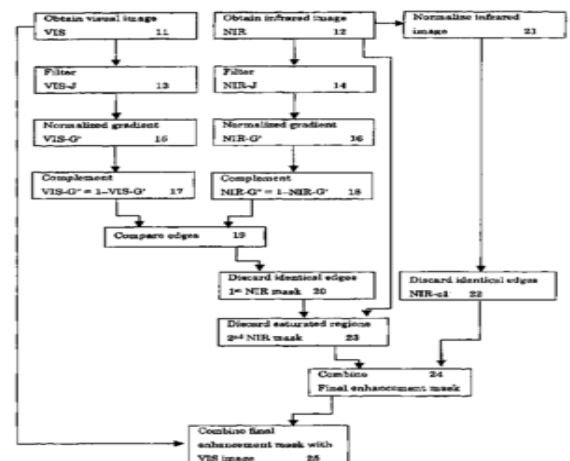 Obtain visual image
VIS 11
Obtain infrared image
NIR 12
Normalise infrared
image 21
Filter
VIS-J 13
Filter
NIR-J 14
Normalized gradient
VIS-G' 15
Normalized gradient
NIR-G' 16
Complement
VIS-G" = 1-VIS-G' 17
Complement
NIR-G" = 1-NIR-G' 18
Compare edges 19
Discard identical edges
1st NIR mask 20
Discard identical edges
22
Discard saturated regions
2nd NIR mask 23
Combine 24
Final enhancement mask
Combine final
enhancement mask with
VIS image 25